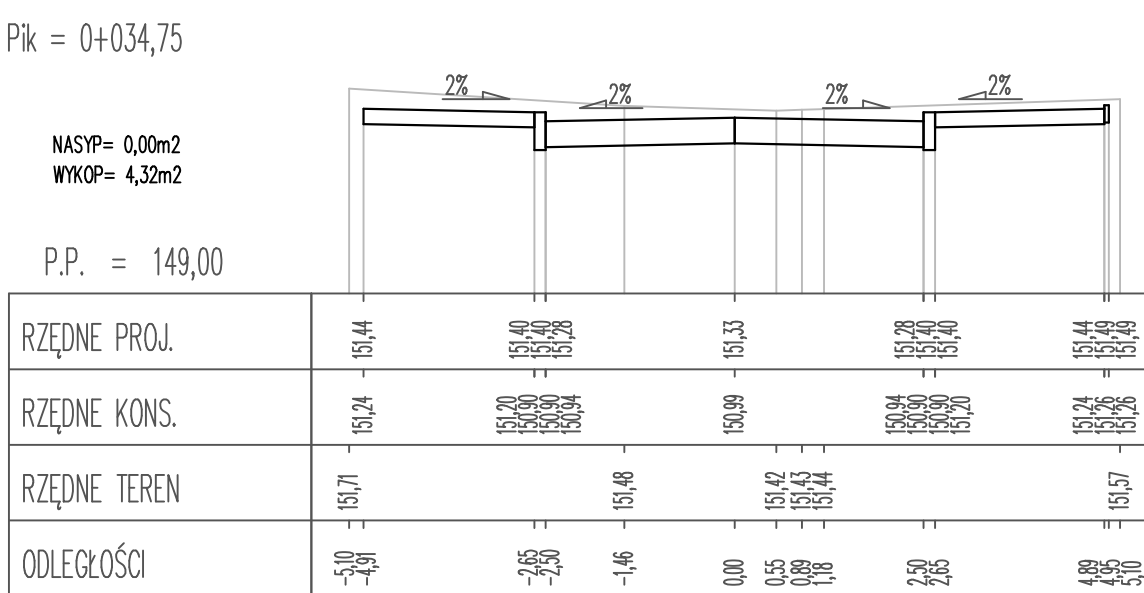 Pik = 0+034,75
2% 2% 2% 2%
NASYP= 0,00m2
WYKOP= 4,32m2
P.P. = 149,00
RZĘDNE PROJ. 151,44 151,40 151,40 151,28 151,33 151,28 151,40 151,40 151,44 151,49 151,49
RZĘDNE KONS. 151,24 151,20 150,90 150,90 150,94 150,99 150,94 150,90 150,90 151,20 151,24 151,26 151,26
RZĘDNE TEREN 151,71 151,48 151,42 151,43 151,44 151,57
ODLEGŁOŚCI -5,10 -4,91 -2,65 -2,50 -1,46 0,00 0,55 0,89 1,18 2,50 2,65 4,89 4,95 5,10